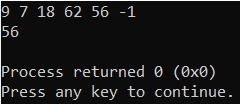 9 7 18 62 56 -1
56
Process returned 0 (0x0)
Press any key to continue.